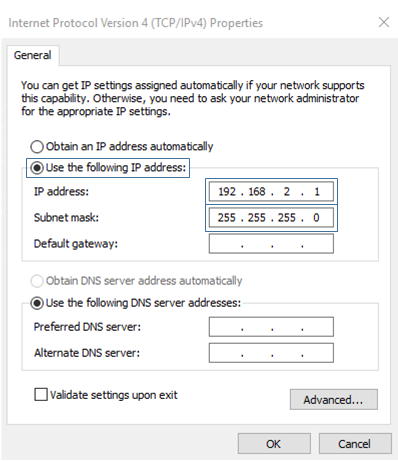 Internet Protocol Version 4 (TCP/IPv4) Properties
General
You can get IP settings assigned automatically if your network supports
this capability. Otherwise, you need to ask your network administrator
for the appropriate IP settings.
Obtain an IP address automatically
Use the following IP address:
IP address: 192 . 168 . 2 . 1
Subnet mask: 255 . 255 . 255 . 0
Default gateway: . . .
Obtain DNS server address automatically
Use the following DNS server addresses:
Preferred DNS server: . . .
Alternate DNS server: . . .
Validate settings upon exit
Advanced...
OK Cancel